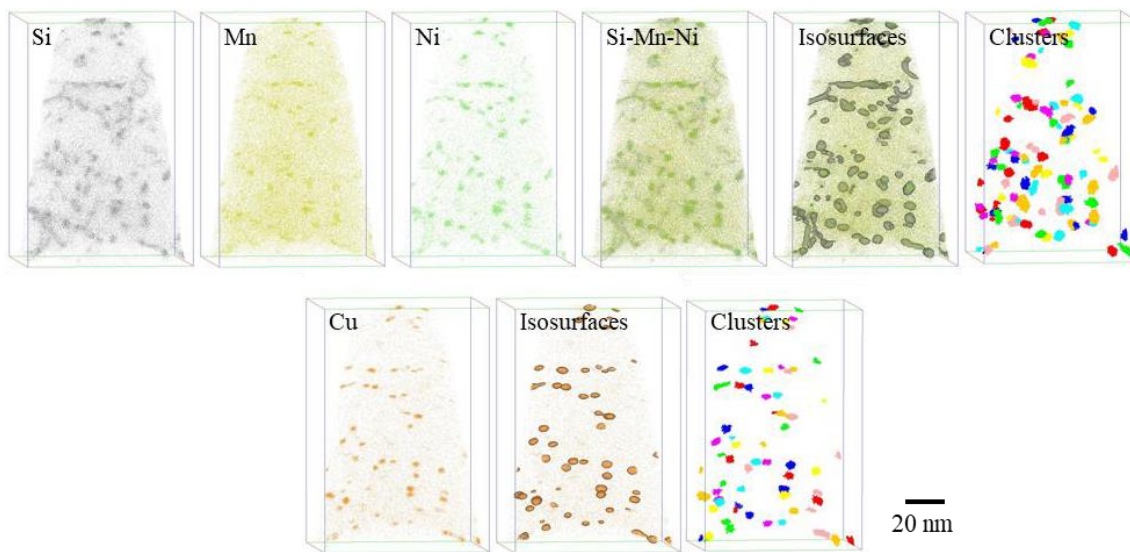 Si
Mn
Ni
Si-Mn-Ni
Isosurfaces
Clusters
Cu
Isosurfaces
Clusters
20 nm